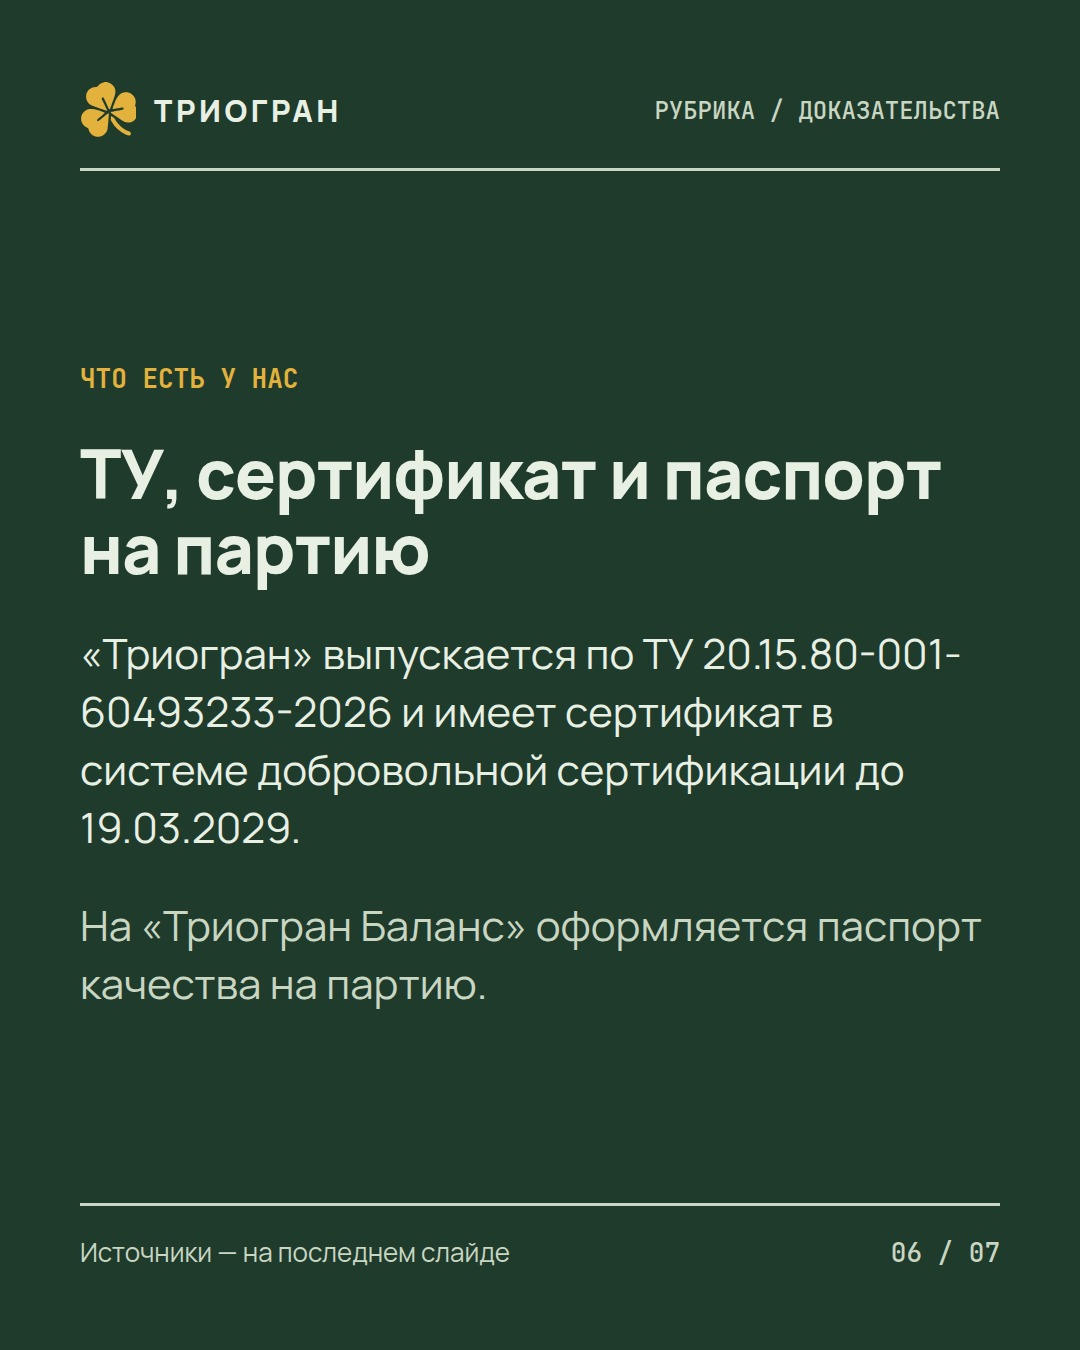 ТРИОГРАН
РУБРИКА / ДОКАЗАТЕЛЬСТВА
ЧТО ЕСТЬ У НАС
ТУ, сертификат и паспорт
на партию
«Триогран» выпускается по ТУ 20.15.80-001-
60493233-2026 и имеет сертификат в
системе добровольной сертификации до
19.03.2029.
На «Триогран Баланс» оформляется паспорт
качества на партию.
Источники — на последнем слайде
06 / 07